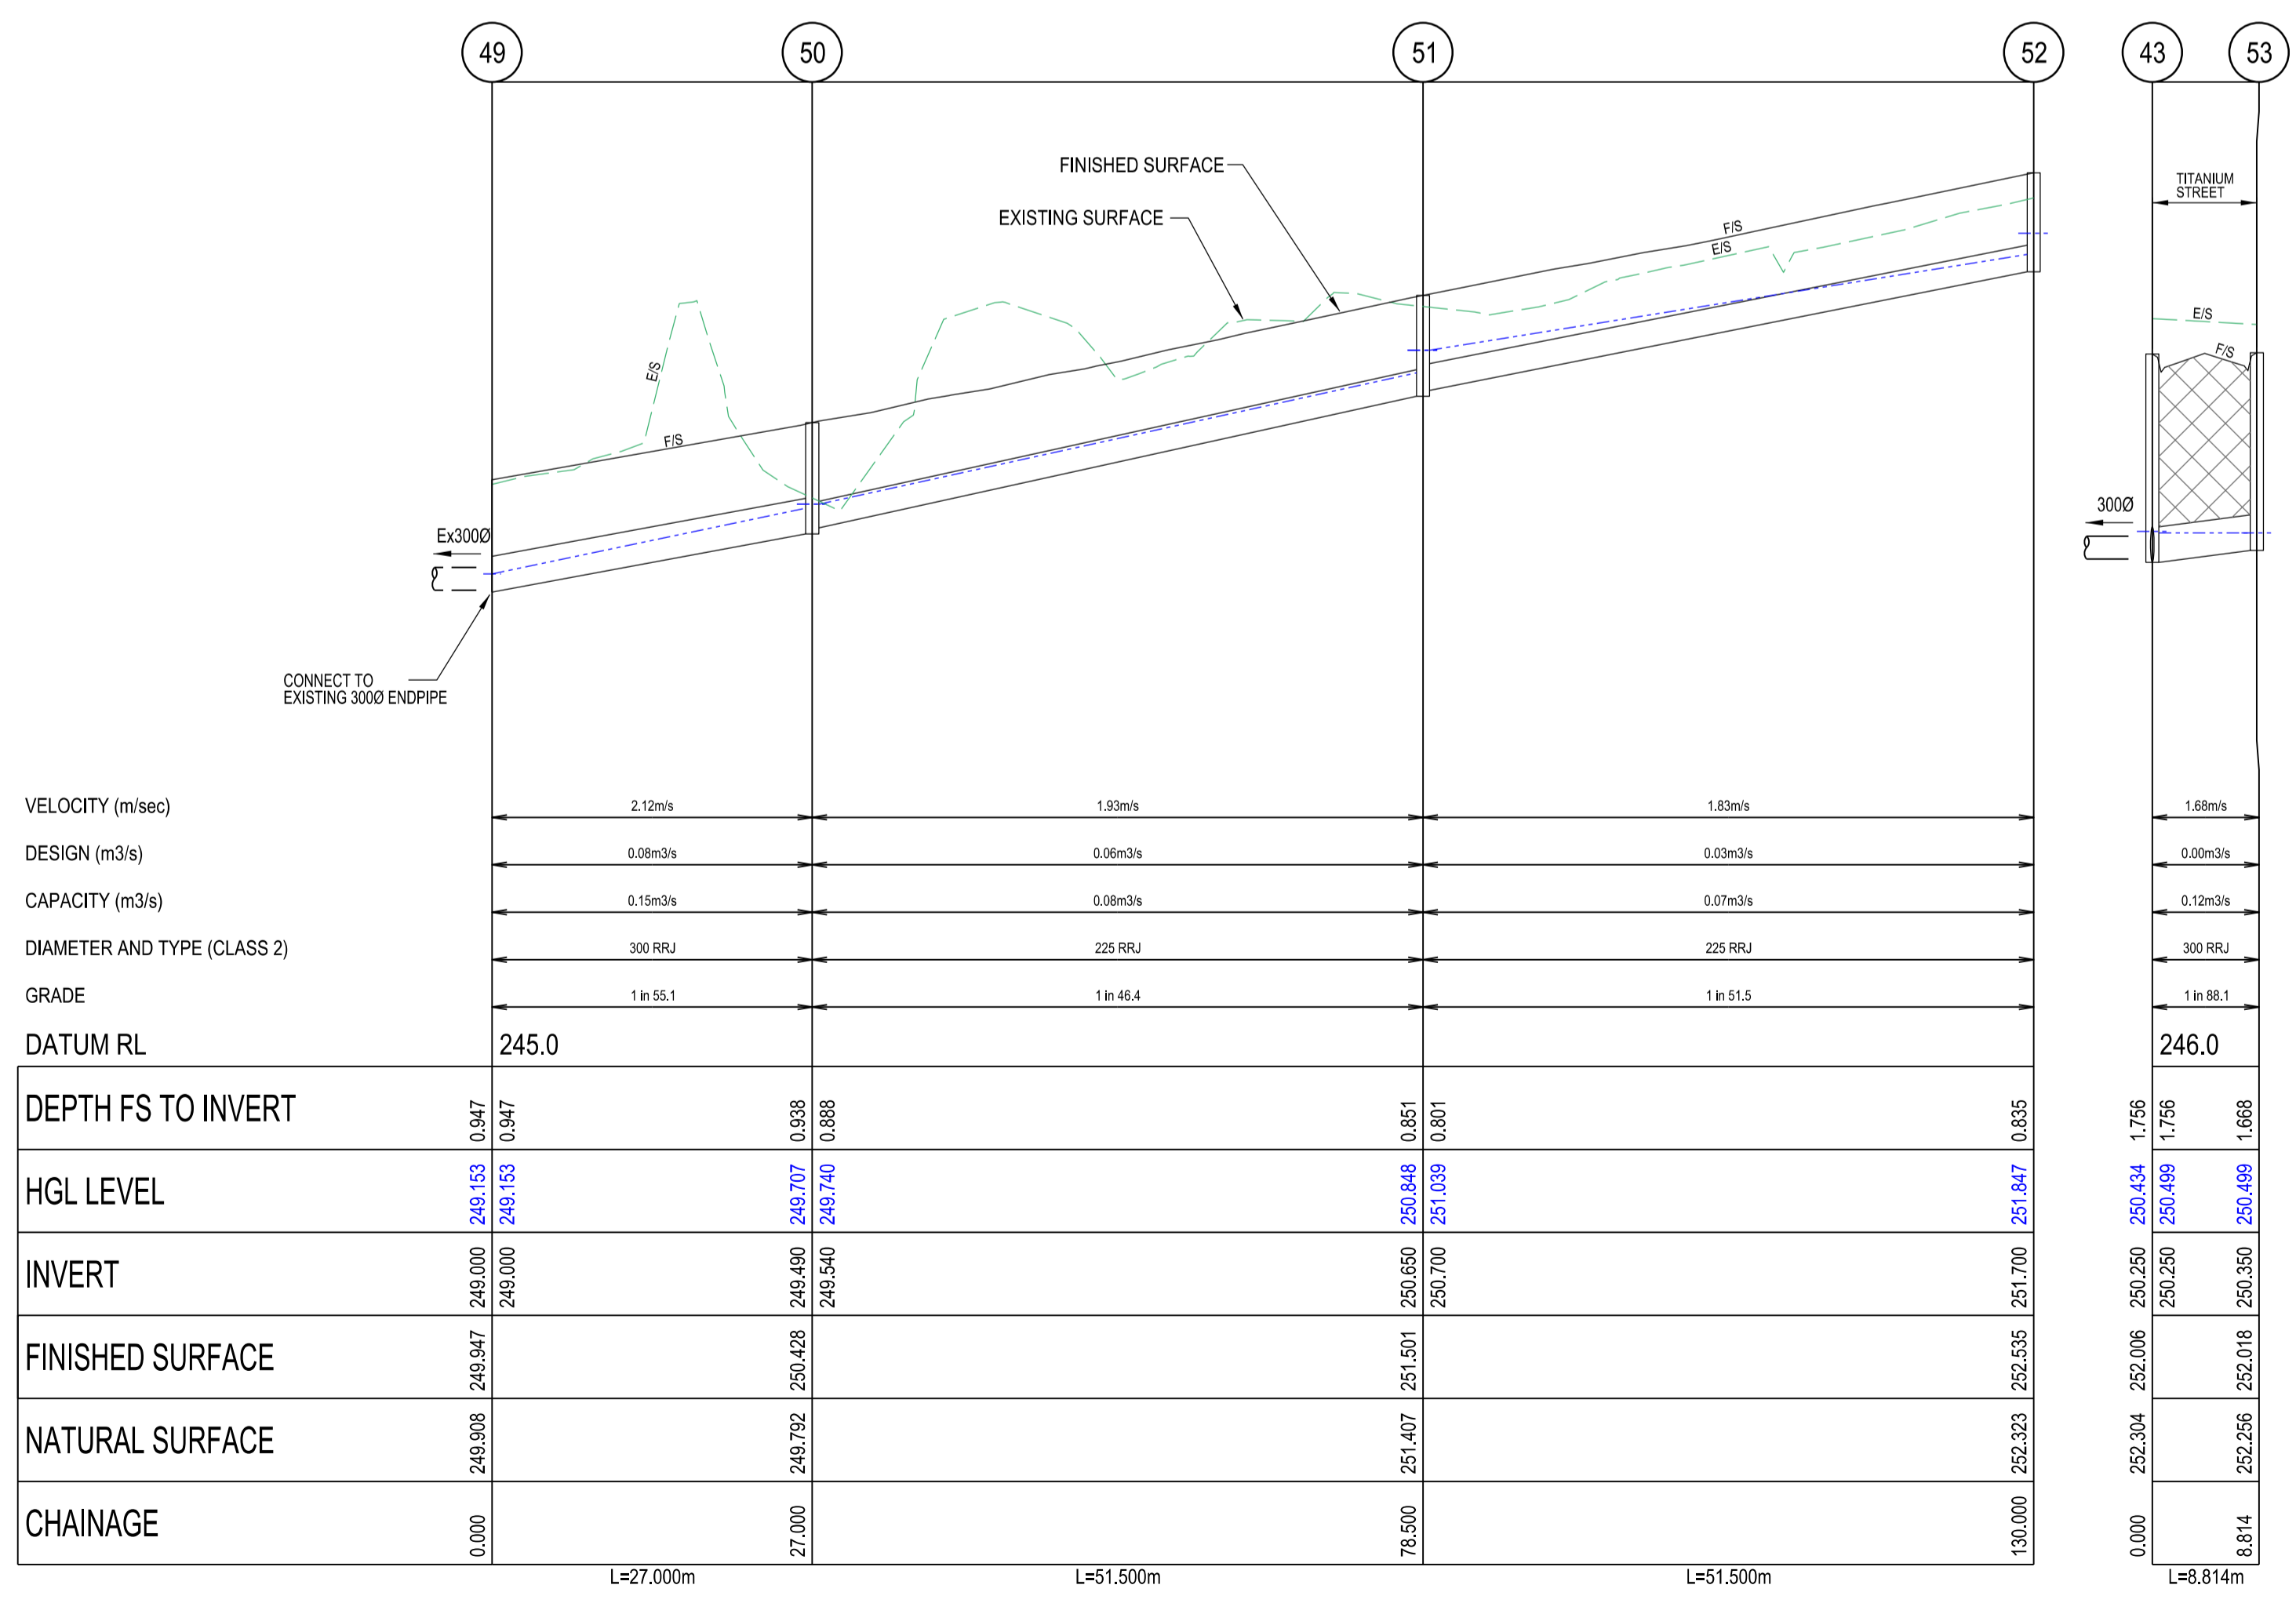 49 50 51 52 43 53
FINISHED SURFACE
EXISTING SURFACE
TITANIUM
STREET
F/S
E/S
E/S
F/S
E/S
F/S
E/S
F/S
Ex300Ø
300Ø
CONNECT TO
EXISTING 300Ø ENDPIPE
VELOCITY (m/sec) 2.12m/s 1.93m/s 1.83m/s 1.68m/s
DESIGN (m3/s) 0.08m3/s 0.06m3/s 0.03m3/s 0.00m3/s
CAPACITY (m3/s) 0.15m3/s 0.08m3/s 0.07m3/s 0.12m3/s
DIAMETER AND TYPE (CLASS 2) 300 RRJ 225 RRJ 225 RRJ 300 RRJ
GRADE 1 in 55.1 1 in 46.4 1 in 51.5 1 in 88.1
DATUM RL 245.0 246.0
DEPTH FS TO INVERT 0.947 0.947 0.938 0.888 0.851 0.801 0.835 1.756 1.756 1.668
HGL LEVEL 249.153 249.153 249.707 249.740 250.848 251.039 251.847 250.434 250.499 250.499
INVERT 249.000 249.000 249.490 249.540 250.650 250.700 251.700 250.250 250.250 250.350
FINISHED SURFACE 249.947 250.428 251.501 252.535 252.006 252.018
NATURAL SURFACE 249.908 249.792 251.407 252.323 252.304 252.256
CHAINAGE 0.000 27.000 78.500 130.000 0.000 8.814
L=27.000m L=51.500m L=51.500m L=8.814m